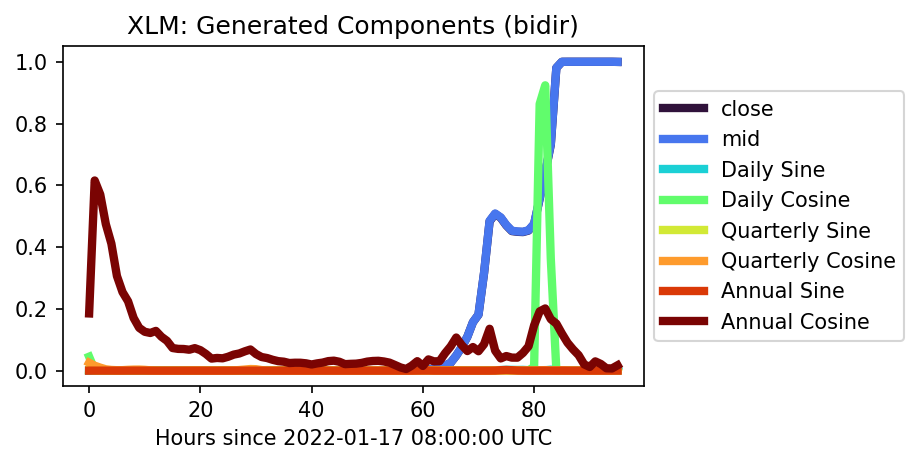 XLM: Generated Components (bidir)
1.0
0.8
0.6
0.4
0.2
0.0
0
20
40
60
80
Hours since 2022-01-17 08:00:00 UTC
close
mid
Daily Sine
Daily Cosine
Quarterly Sine
Quarterly Cosine
Annual Sine
Annual Cosine